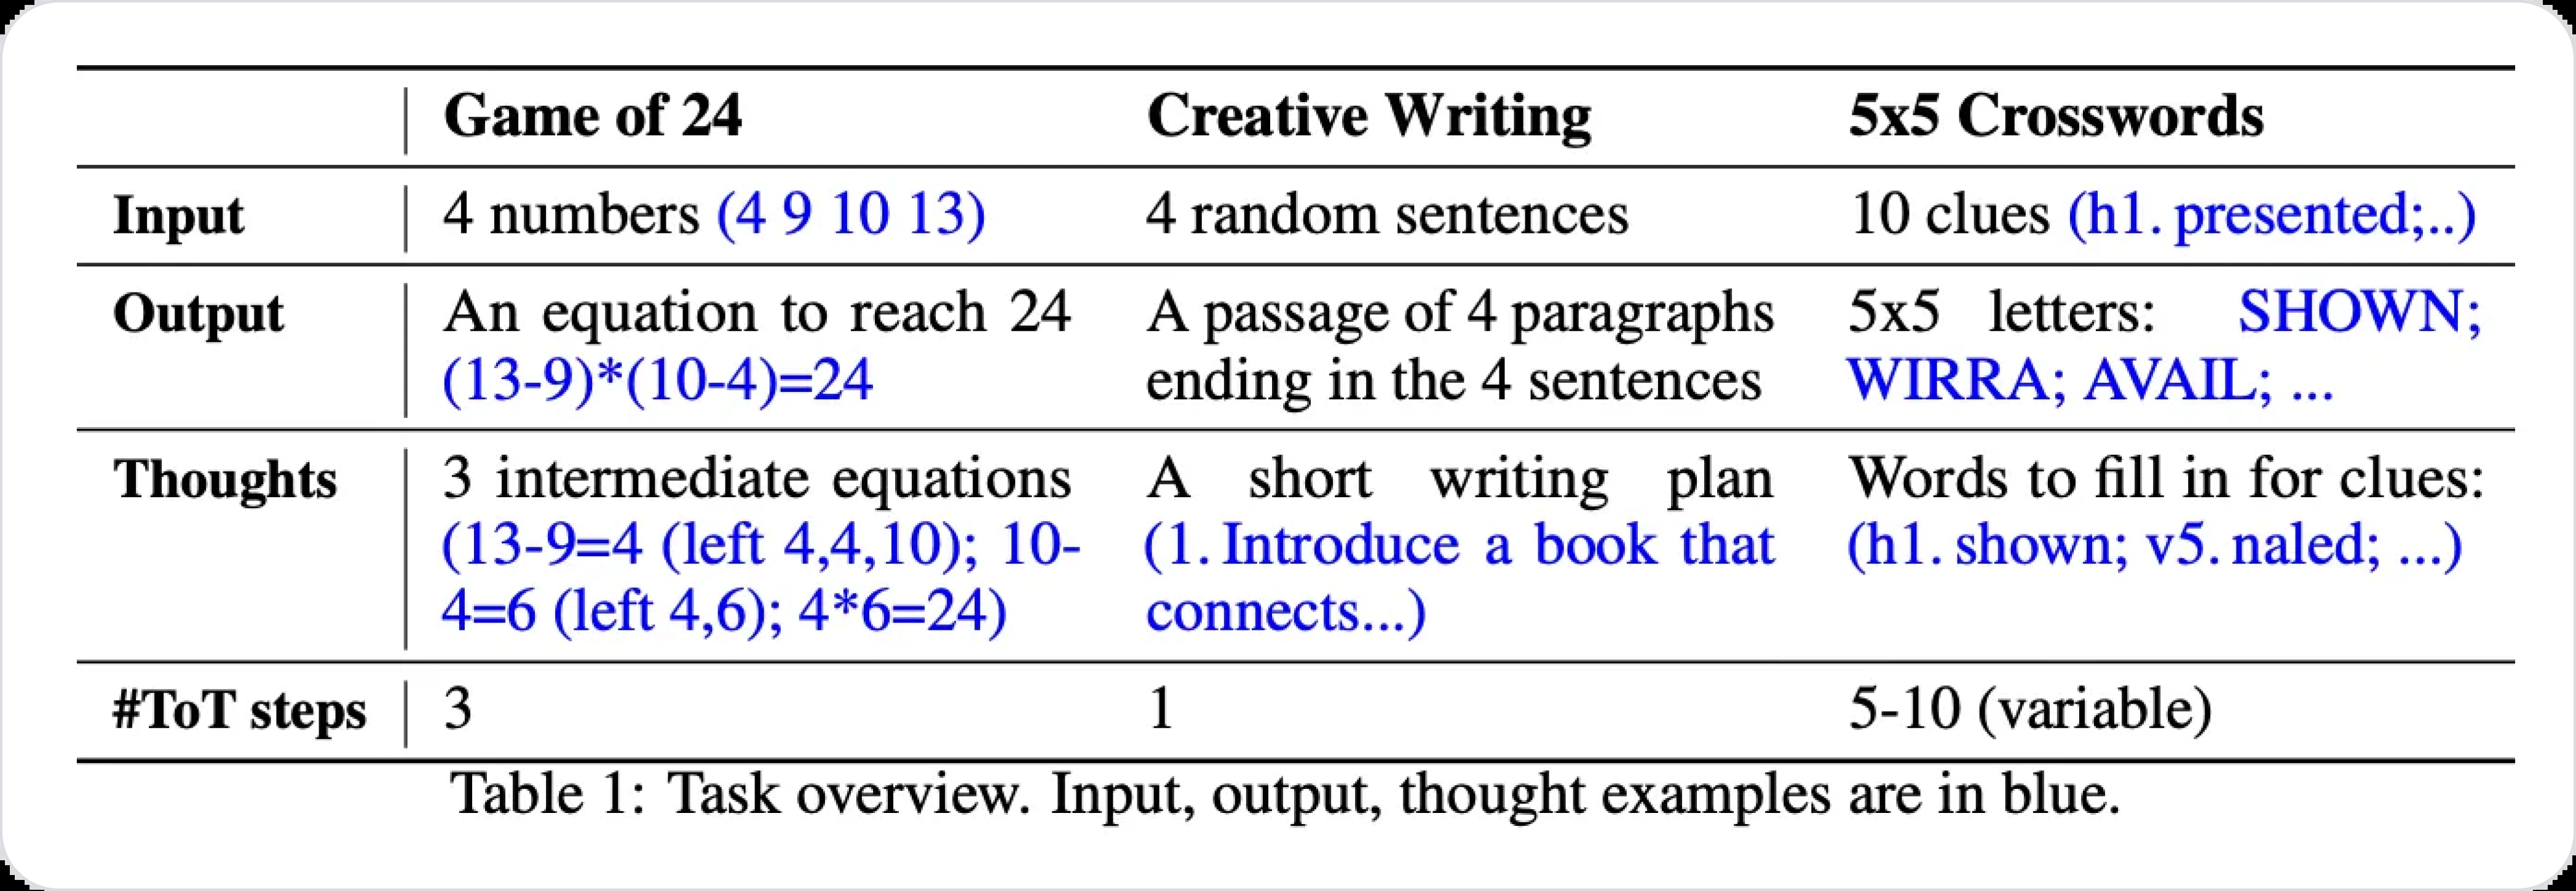 Game of 24 Creative Writing 5x5 Crosswords
Input 4 numbers (4 9 10 13) 4 random sentences 10 clues (h1. presented;..)
Output An equation to reach 24 A passage of 4 paragraphs 5x5 letters: SHOWN;
(13-9)*(10-4)=24 ending in the 4 sentences WIRRA; AVAIL; ...
Thoughts 3 intermediate equations A short writing plan Words to fill in for clues:
(13-9=4 (left 4,4,10); 10- (1. Introduce a book that (h1. shown; v5. naled; ...)
4=6 (left 4,6); 4*6=24) connects...)
#ToT steps 3 1 5-10 (variable)
Table 1: Task overview. Input, output, thought examples are in blue.